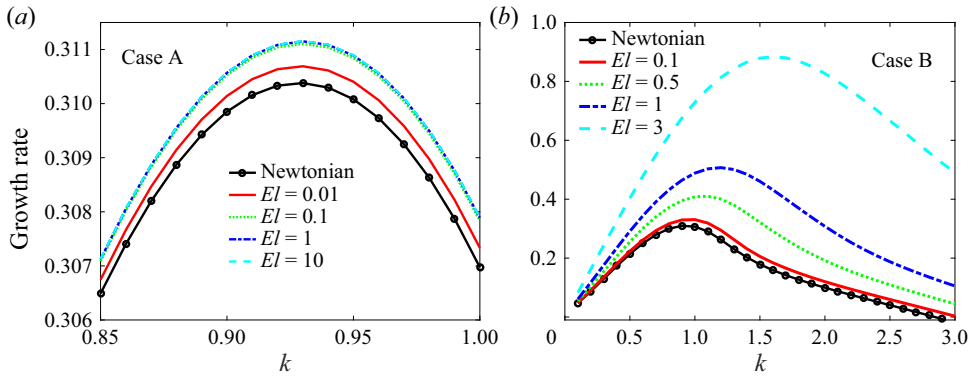 (a)
Case A
Growth rate
0.311
0.310
0.309
0.308
0.307
0.306
Newtonian
El = 0.01
El = 0.1
El = 1
El = 10
0.85
0.90
0.95
1.00
k
(b)
Case B
1.0
0.8
0.6
0.4
0.2
0
Newtonian
El = 0.1
El = 0.5
El = 1
El = 3
0
0.5
1.0
1.5
2.0
2.5
3.0
k